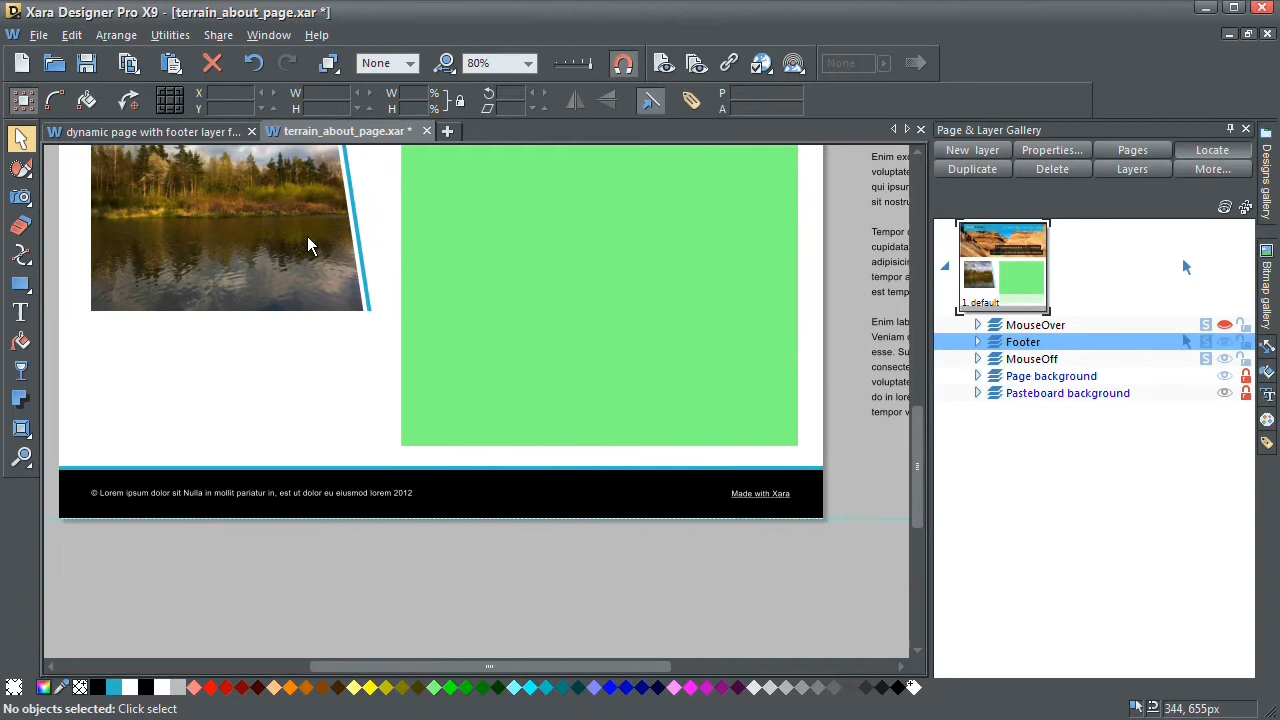 Xara Designer Pro X9 - [terrain_about_page.xar *]
File Edit Arrange Utilities Share Window Help
None 80% None
X W W % P
Y H H % A
dynamic page with footer layer f... terrain_about_page.xar *
Page & Layer Gallery
New layer Properties... Pages Locate
Duplicate Delete Layers More...
1. default
MouseOver S
Footer S
MouseOff S
Page background
Pasteboard background
Designs gallery
Bitmap gallery
Enim exc
voluptate
qui ipsum
sit nostru
Tempor c
cupidata
adipisicin
tempor a
est temp
Enim lab
Veniam c
esse. Su
consecte
voluptate
do in lore
tempor v
© Lorem ipsum dolor sit Nulla in mollit pariatur in, est ut dolor eu eiusmod lorem 2012
Made with Xara
No objects selected: Click select
344, 655px